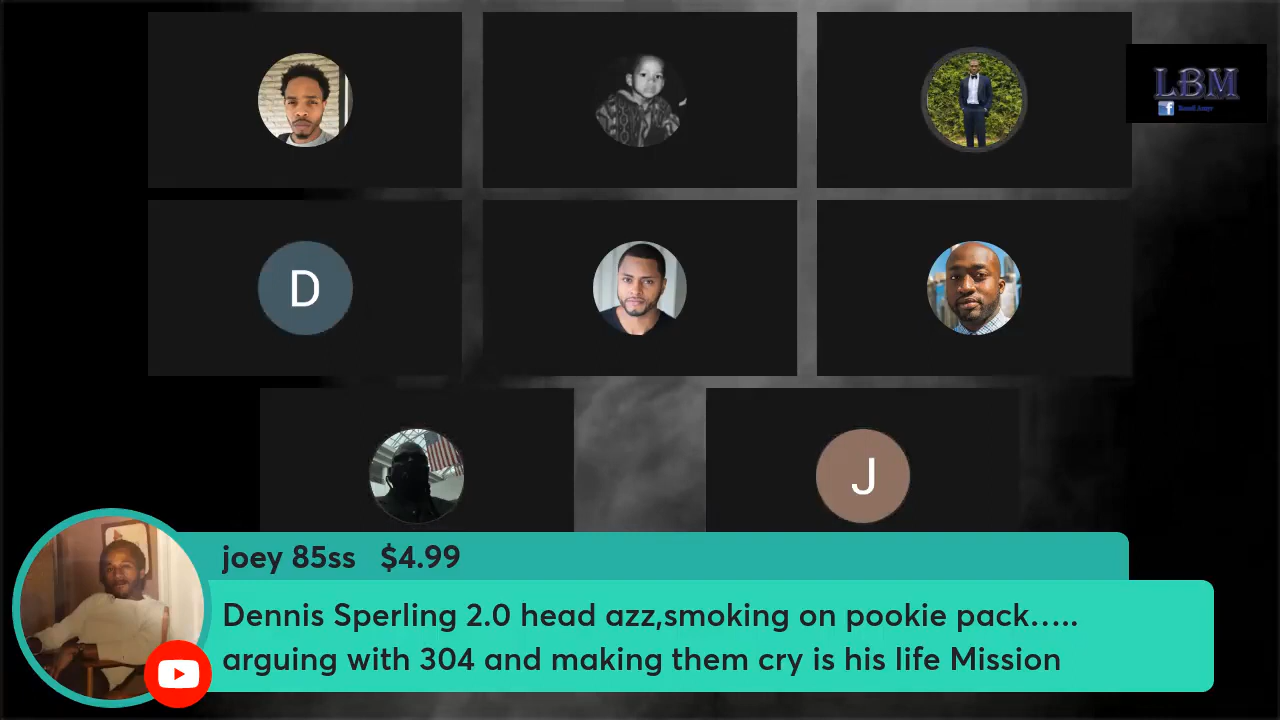 LBM
D
J
joey 85ss $4.99
Dennis Sperling 2.0 head azz,smoking on pookie pack.....
arguing with 304 and making them cry is his life Mission